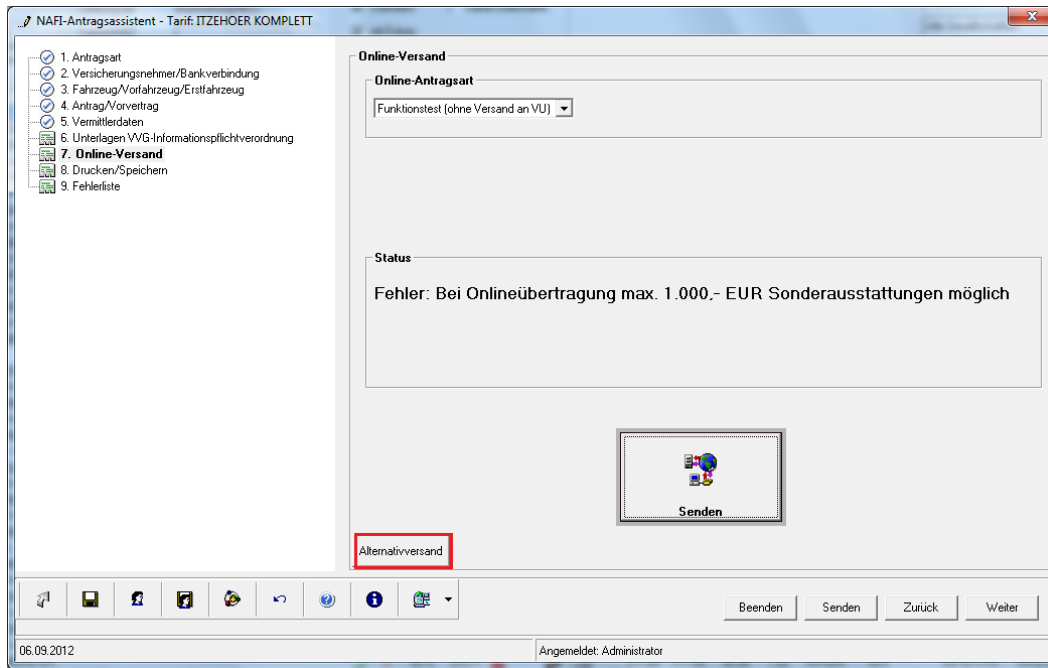 NAFI-Antragsassistent - Tarif: ITZEHOER KOMPLETT
1. Antragsart
2. Versicherungsnehmer/Bankverbindung
3. Fahrzeug/Vorfahrzeug/Erstfahrzeug
4. Antrag/Vorvertrag
5. Vermittlerdaten
6. Unterlagen VVG-Informationspflichtverordnung
7. Online-Versand
8. Drucken/Speichern
9. Fehlerliste
Online-Versand
Online-Antragsart
Funktionstest (ohne Versand an VU)
Status
Fehler: Bei Onlineübertragung max. 1.000,- EUR Sonderausstattungen möglich
Senden
Alternativversand
Beenden
Senden
Zurück
Weiter
06.09.2012
Angemeldet: Administrator